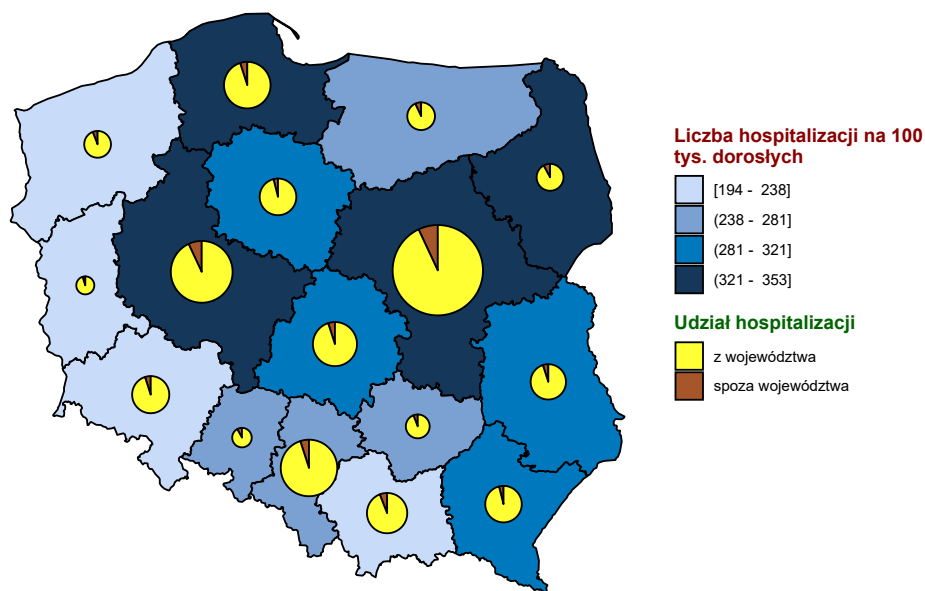 Liczba hospitalizacji na 100
tys. dorosłych
[194 - 238]
(238 - 281]
(281 - 321]
(321 - 353]
Udział hospitalizacji
z województwa
spoza województwa